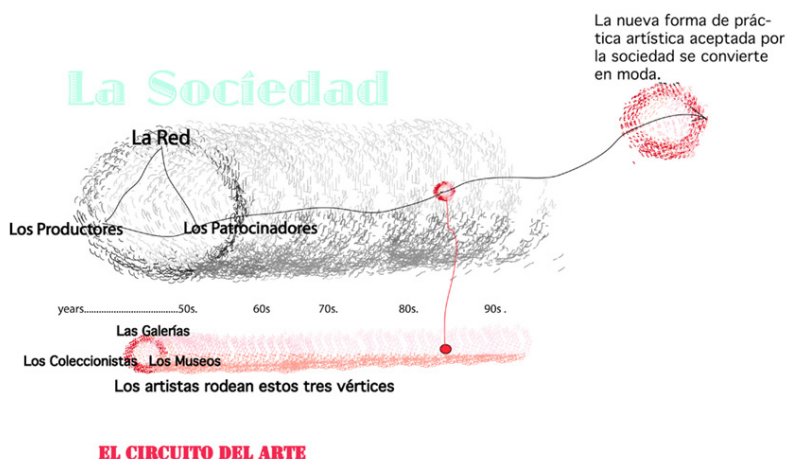 La nueva forma de prác-
tica artística aceptada por
la sociedad se convierte
en moda.
La Sociedad
La Red
Los Productores
Los Patrocinadores
years..............................50s. 60s 70s. 80s. 90s .
Las Galerías
Los Coleccionistas Los Museos
Los artistas rodean estos tres vértices
EL CIRCUITO DEL ARTE